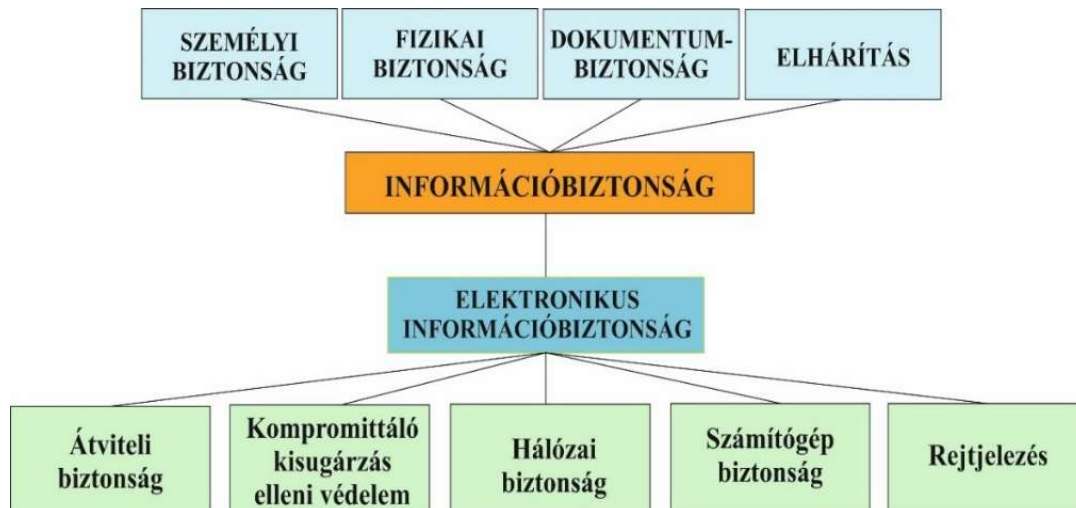 SZEMÉLYI
BIZTONSÁG
FIZIKAI
BIZTONSÁG
DOKUMENTUM-
BIZTONSÁG
ELHÁRÍTÁS
INFORMÁCIÓBIZTONSÁG
ELEKTRONIKUS
INFORMÁCIÓBIZTONSÁG
Átviteli
biztonság
Kompromittáló
kisugárzás
elleni védelem
Hálózai
biztonság
Számítógép
biztonság
Rejtjelezés